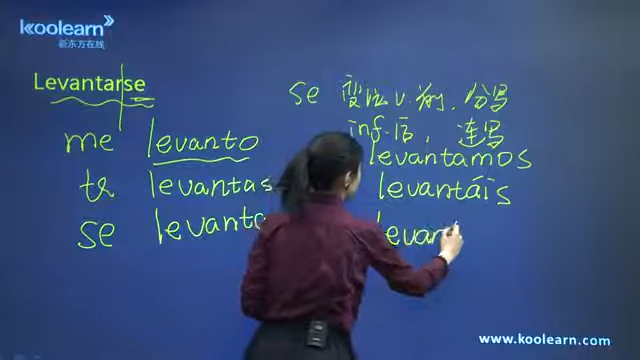 koolearn
新东方在线
Levantarse
se 变位v.前, 分写
inf.后, 连写
me levanto
levantamos
te levantas
levantáis
se levanta
levan
www.koolearn.com